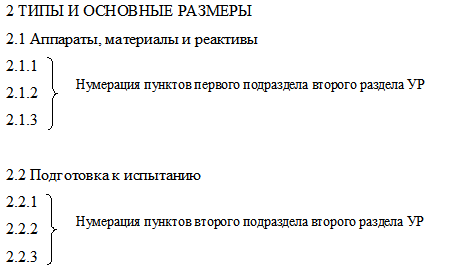 2 ТИПЫ И ОСНОВНЫЕ РАЗМЕРЫ
2.1 Аппараты, материалы и реактивы
2.1.1
2.1.2
2.1.3
Нумерация пунктов первого подраздела второго раздела УР
2.2 Подготовка к испытанию
2.2.1
2.2.2
2.2.3
Нумерация пунктов второго подраздела второго раздела УР